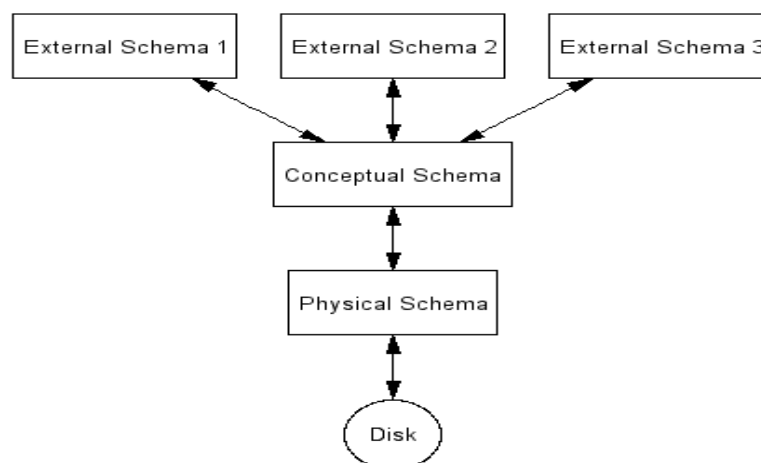 External Schema 1
External Schema 2
External Schema 3
Conceptual Schema
Physical Schema
Disk